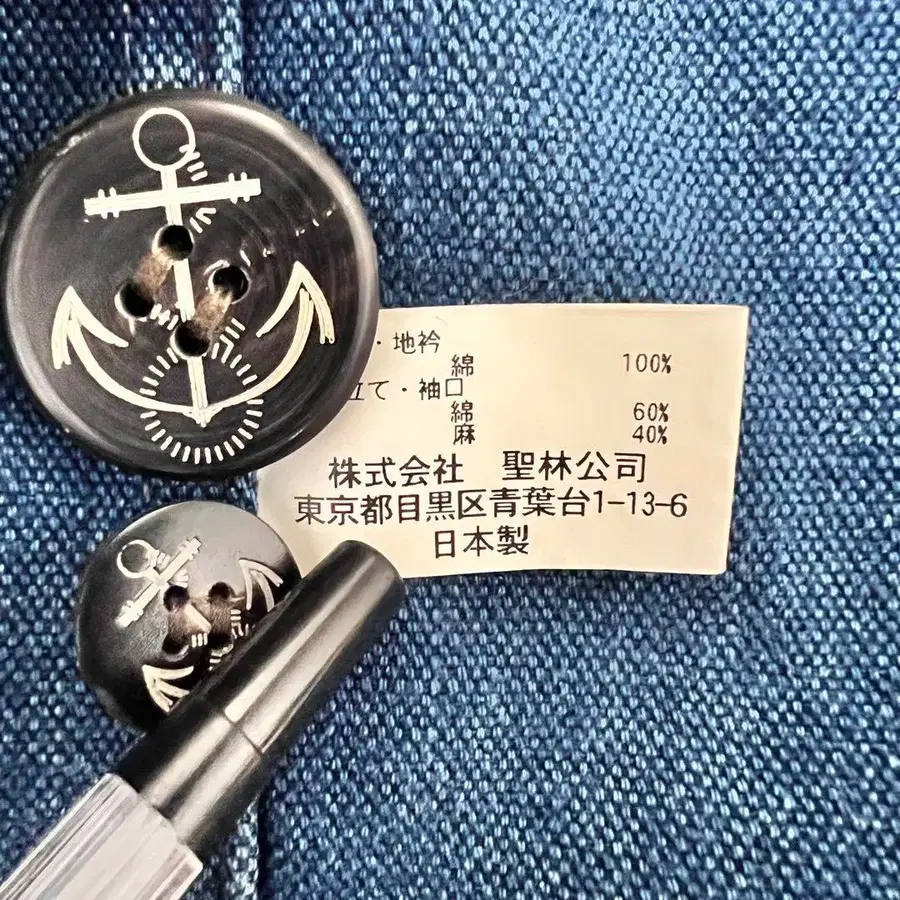 ・地衿
綿 100%
立て・袖口
綿 60%
麻 40%
株式会社 聖林公司
東京都目黒区青葉台1-13-6
日本製